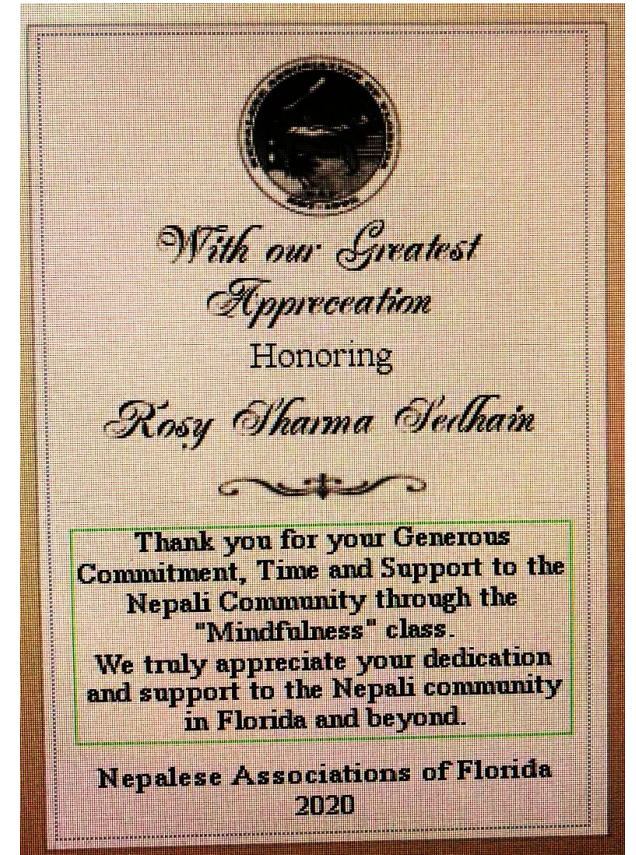 With our Greatest
Appreceation
Honoring
Rosy Sharma Sedhain
Thank you for your Generous
Commitment, Time and Support to the
Nepali Community through the
"Mindfulness" class.
We truly appreciate your dedication
and support to the Nepali community
in Florida and beyond.
Nepalese Associations of Florida
2020